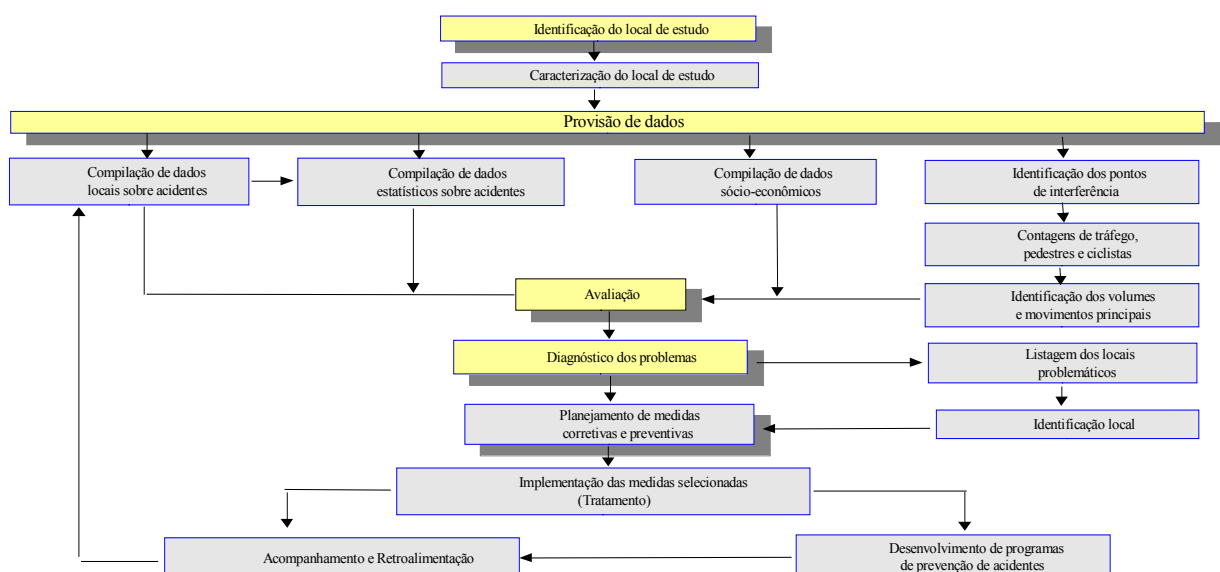 Identificação do local de estudo
Caracterização do local de estudo
Provisão de dados
Compilação de dados
locais sobre acidentes
Compilação de dados
estatísticos sobre acidentes
Compilação de dados
sócio-econômicos
Identificação dos pontos
de interferência
Contagens de tráfego,
pedestres e ciclistas
Avaliação
Identificação dos volumes
e movimentos principais
Diagnóstico dos problemas
Listagem dos locais
problemáticos
Planejamento de medidas
corretivas e preventivas
Identificação local
Implementação das medidas selecionadas
(Tratamento)
Acompanhamento e Retroalimentação
Desenvolvimento de programas
de prevenção de acidentes